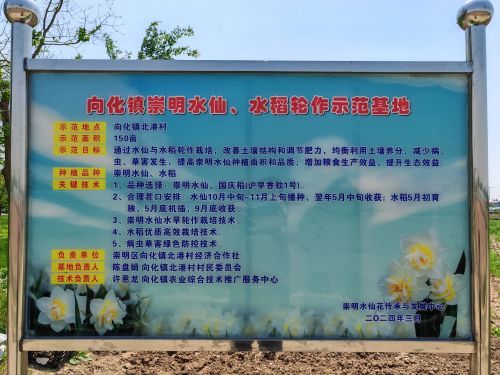 向化镇崇明水仙、水稻轮作示范基地
示范地点 向化镇北港村
示范面积 150亩
示范目标 通过水仙与水稻轮作栽培，改善土壤结构和调节肥力，均衡利用土壤养分，减少病、
虫、草害发生，提高崇明水仙种植面积和品质，增加粮食生产效益，提升生态效益。
种植品种 崇明水仙、水稻
关键技术 1、品种选择：崇明水仙、国庆稻(沪早香软1号)
2、合理茬口安排：水仙10月中旬-11月上旬播种，翌年5月中旬收获；水稻5月初育
秧、5月底机插，9月底收获
3、崇明水仙水旱轮作栽培技术
4、水稻优质高效栽培技术
5、病虫草害绿色防控技术
负责单位 崇明区向化镇北港村经济合作社
基地负责人 陈盘娟 向化镇北港村村民委员会
技术负责人 许恩龙 向化镇农业综合技术推广服务中心
崇明水仙花传承与发展中心
二〇二四年三月